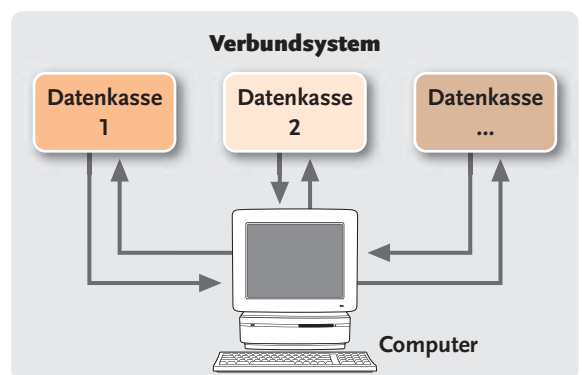 Verbundsystem
Datenkasse
1
Datenkasse
2
Datenkasse
...
Computer